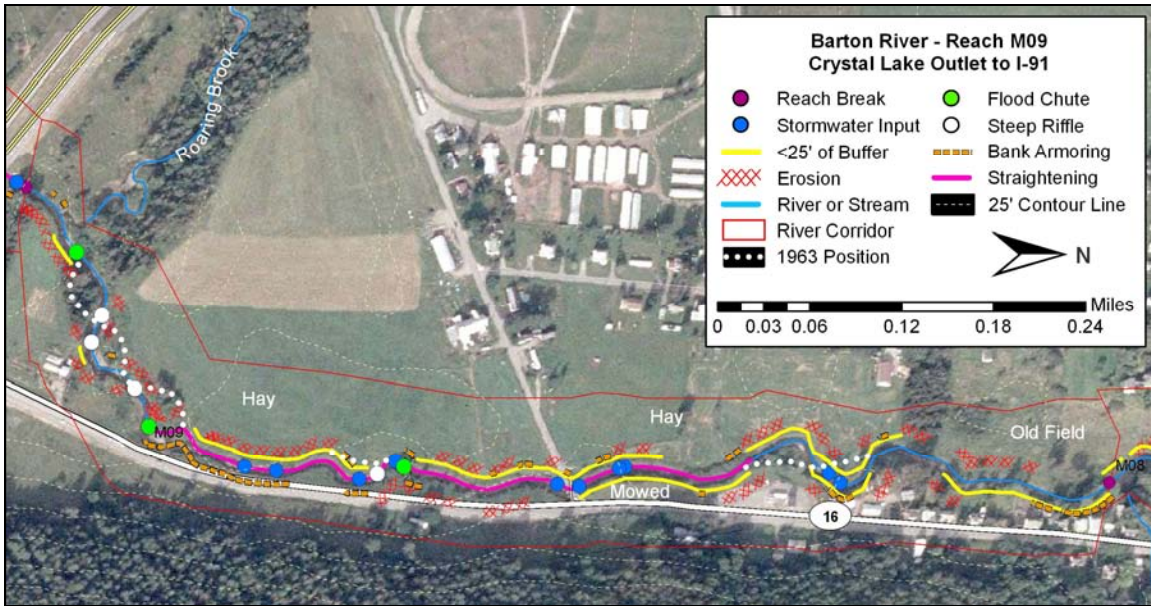 Barton River - Reach M09
Crystal Lake Outlet to I-91
Reach Break
Flood Chute
Stormwater Input
Steep Riffle
<25' of Buffer
Bank Armoring
Erosion
Straightening
River or Stream
25' Contour Line
River Corridor
1963 Position
N
Miles
0 0.03 0.06 0.12 0.18 0.24
Roaring Brook
Hay
Hay
Old Field
M09
M08
Mowed
16